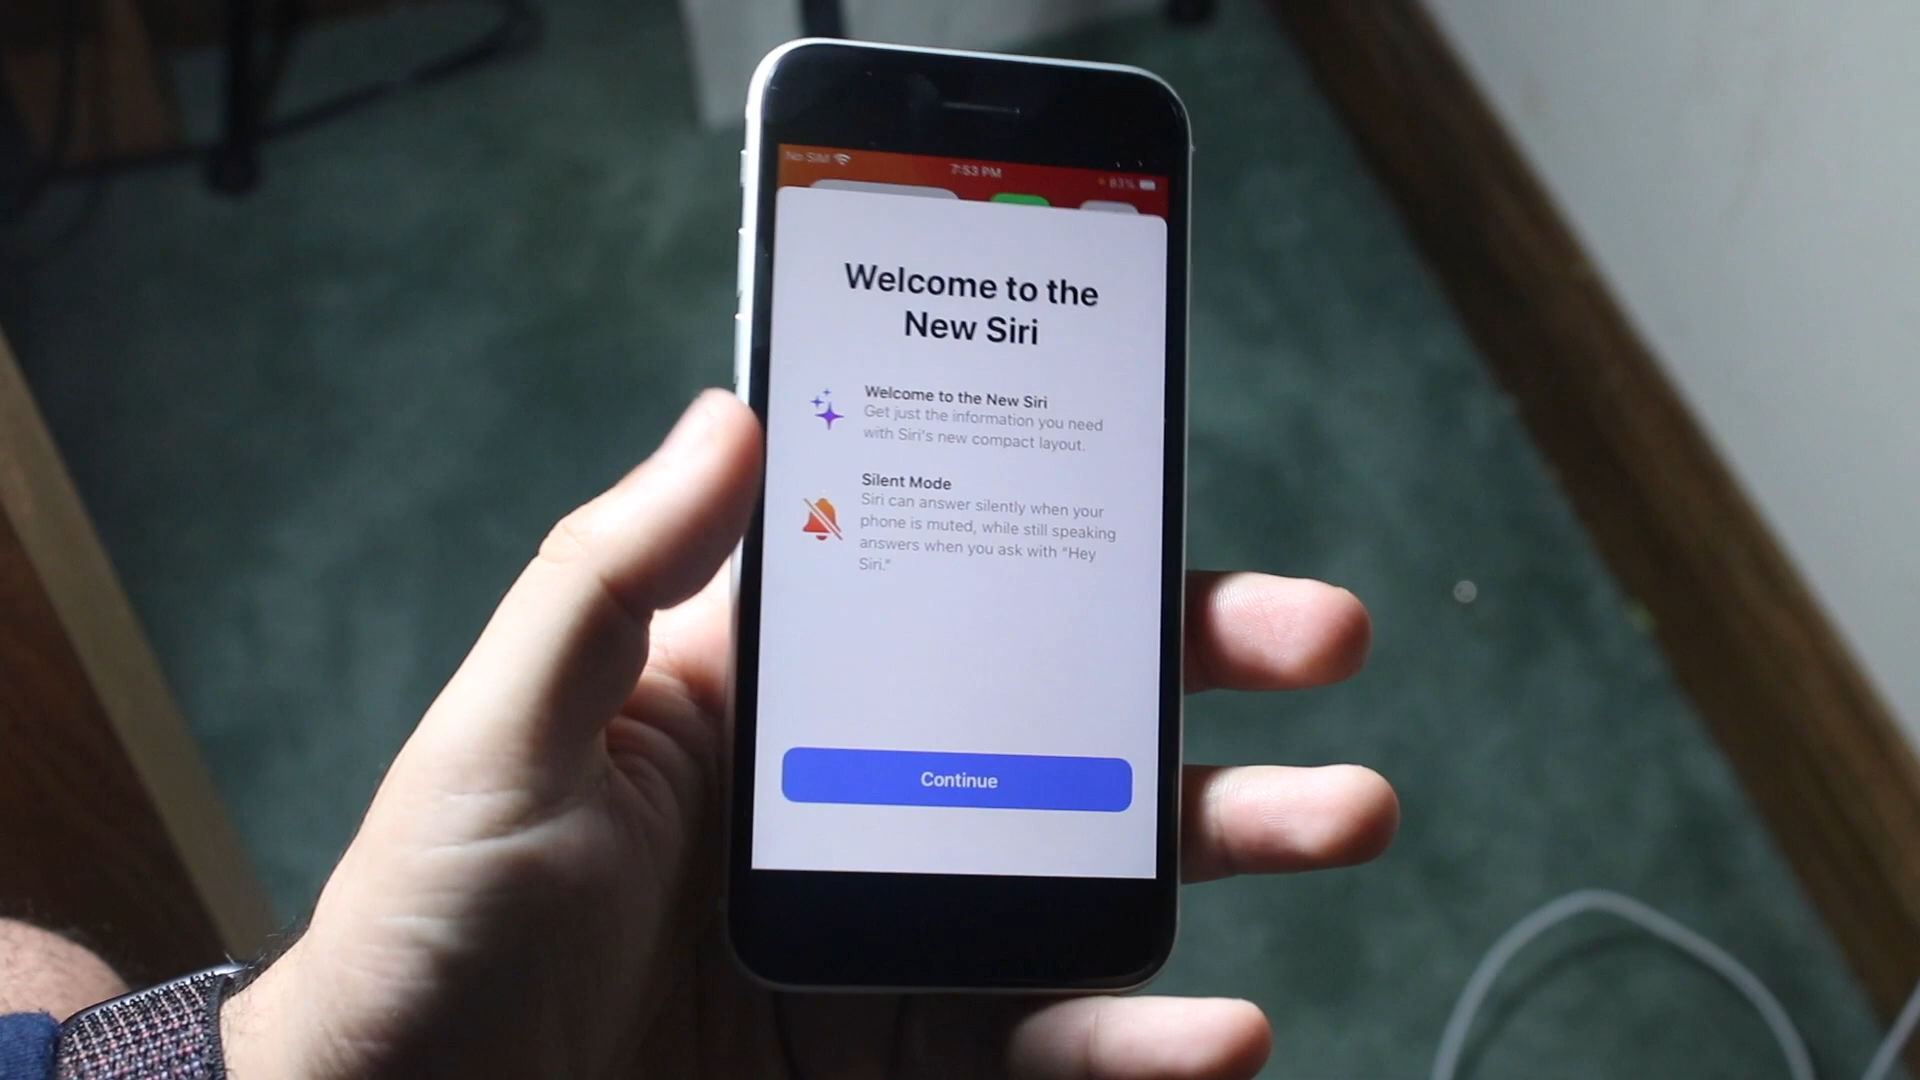 No SIM
7:53 PM
83%
Welcome to the
New Siri
Welcome to the New Siri
Get just the information you need
with Siri's new compact layout.
Silent Mode
Siri can answer silently when your
phone is muted, while still speaking
answers when you ask with "Hey
Siri."
Continue